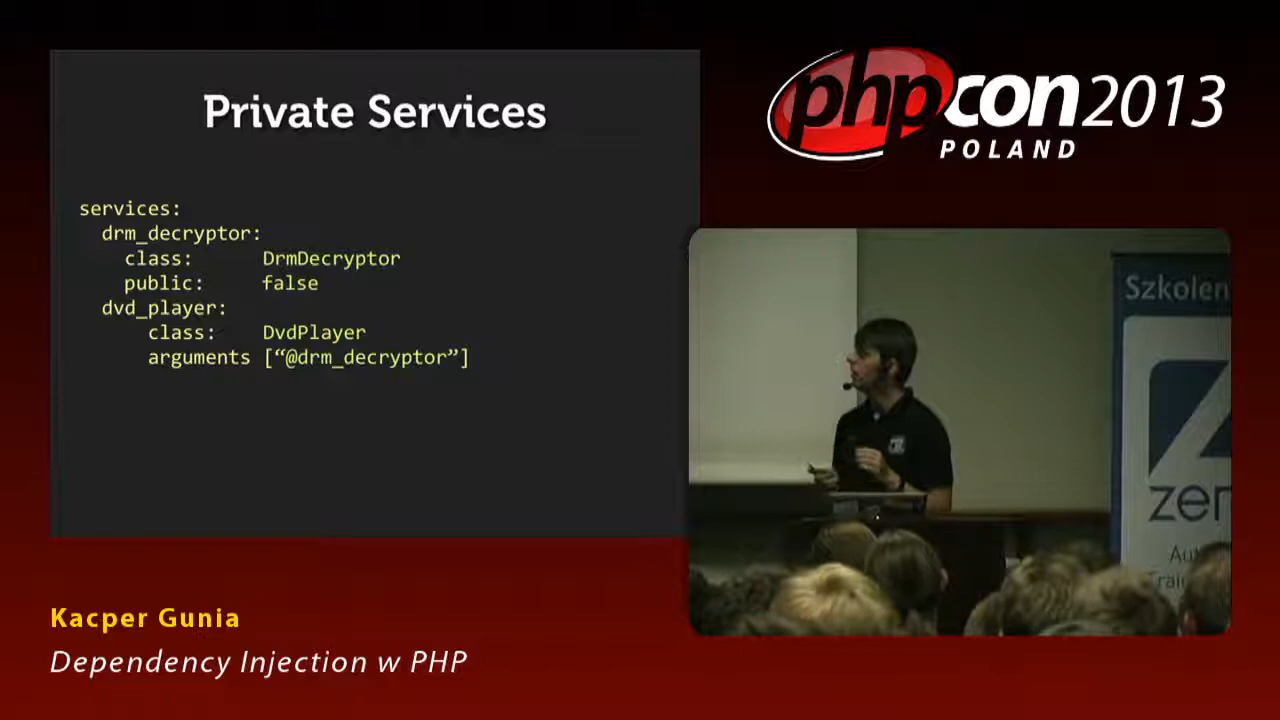 Private Services
services:
drm_decryptor:
class: DrmDecryptor
public: false
dvd_player:
class: DvdPlayer
arguments [“@drm_decryptor”]
phpcon2013
POLAND
Szkolen
zen
Kacper Gunia
Dependency Injection w PHP